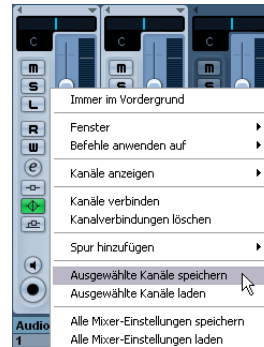 C C C
M M M
S S
L
R
W
e
Immer im Vordergrund
Fenster
Befehle anwenden auf
Kanäle anzeigen
Kanäle verbinden
Kanalverbindungen löschen
Spur hinzufügen
Ausgewählte Kanäle speichern
Ausgewählte Kanäle laden
Alle Mixer-Einstellungen speichern
Alle Mixer-Einstellungen laden
Audio
1